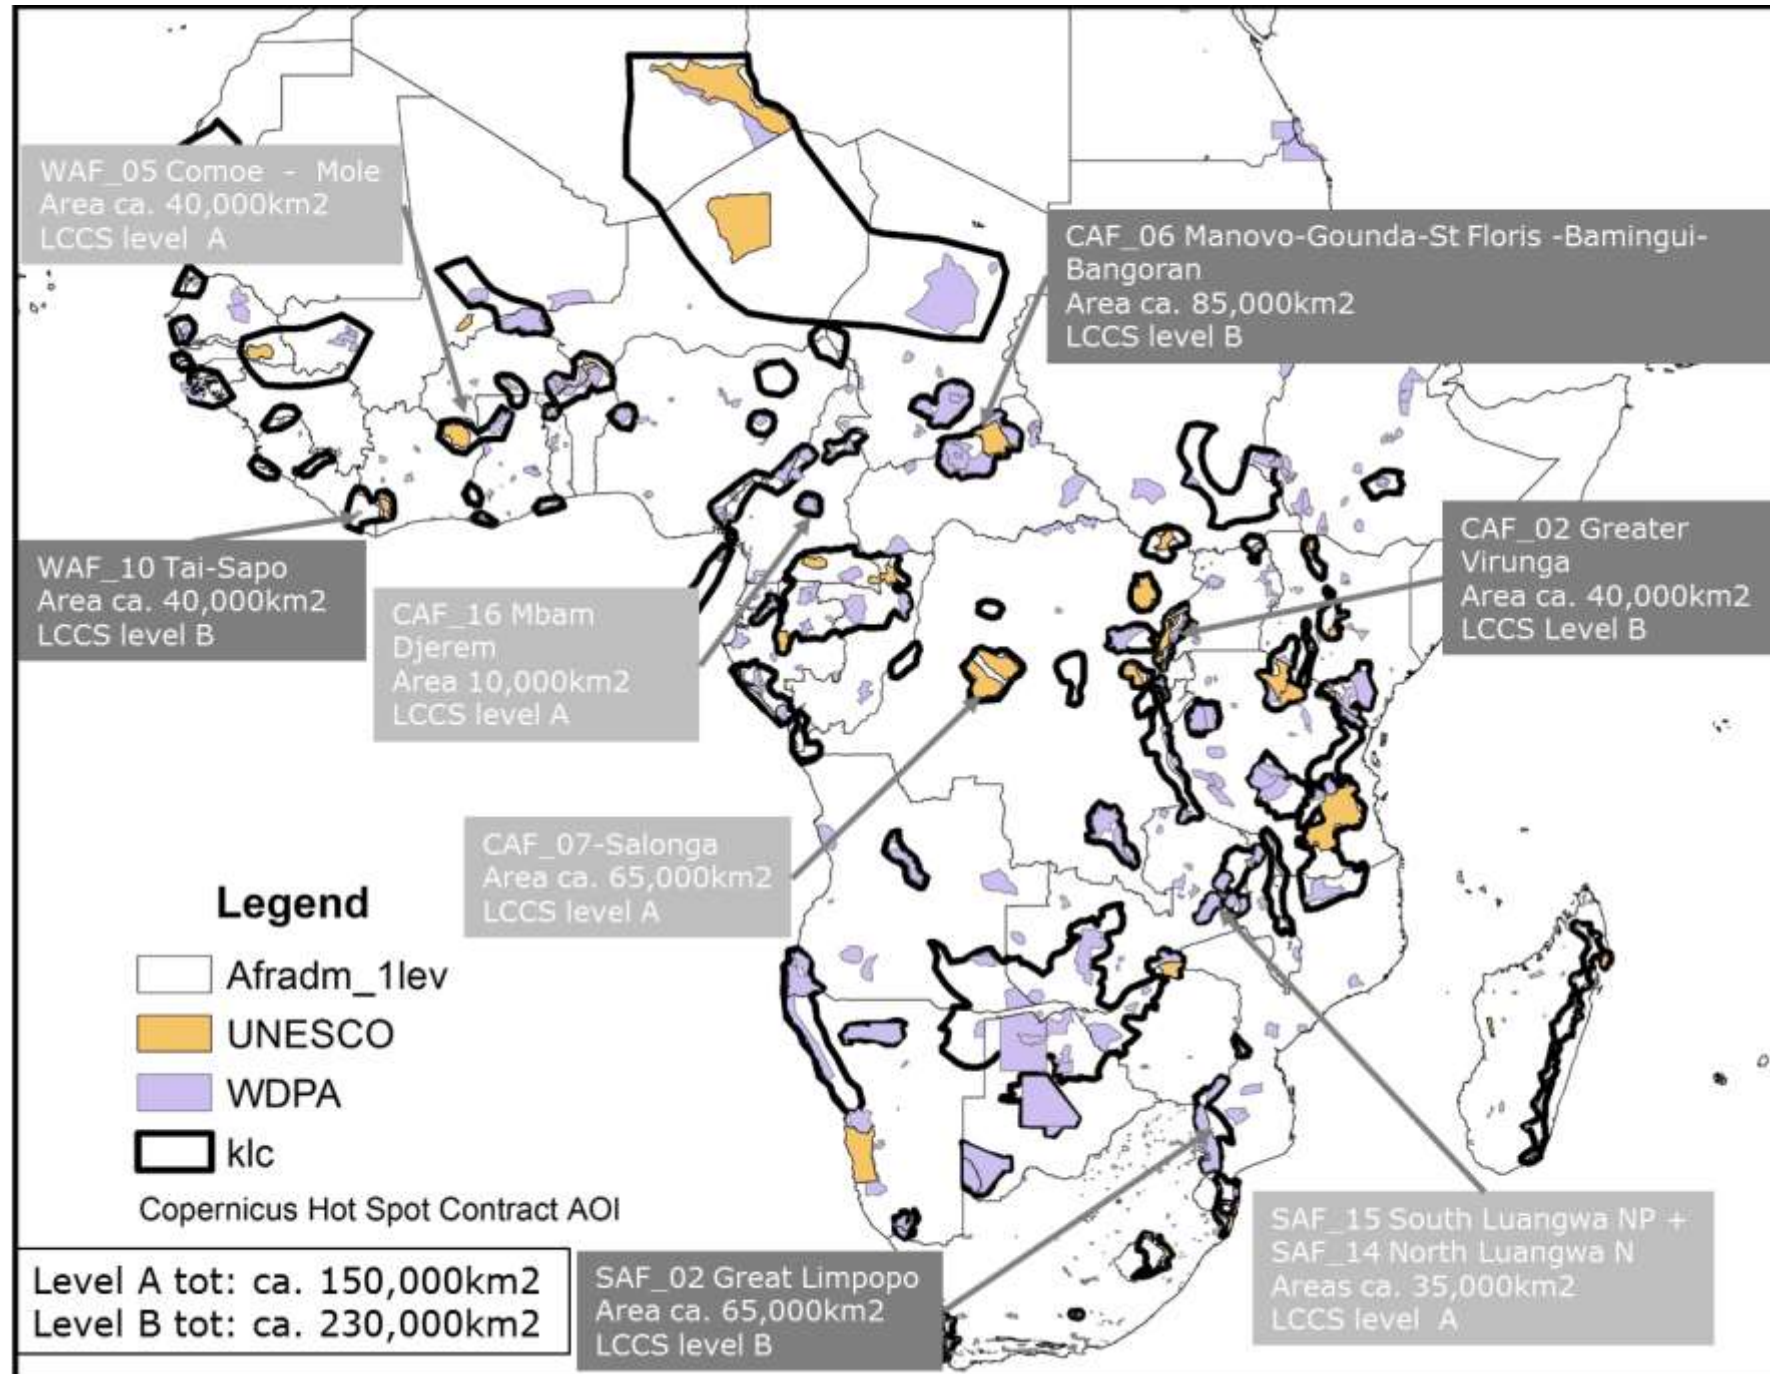 WAF_05 Comoe - Mole
Area ca. 40,000km2
LCCS level A
CAF_06 Manovo-Gounda-St Floris -Bamingui-
Bangoran
Area ca. 85,000km2
LCCS level B
CAF_02 Greater
Virunga
Area ca. 40,000km2
LCCS Level B
WAF_10 Tai-Sapo
Area ca. 40,000km2
LCCS level B
CAF_16 Mbam
Djerem
Area 10,000km2
LCCS level A
CAF_07-Salonga
Area ca. 65,000km2
LCCS level A
Legend
Afradm_1lev
UNESCO
WDPA
klc
Copernicus Hot Spot Contract AOI
Level A tot: ca. 150,000km2
Level B tot: ca. 230,000km2
SAF_02 Great Limpopo
Area ca. 65,000km2
LCCS level B
SAF_15 South Luangwa NP +
SAF_14 North Luangwa N
Areas ca. 35,000km2
LCCS level A